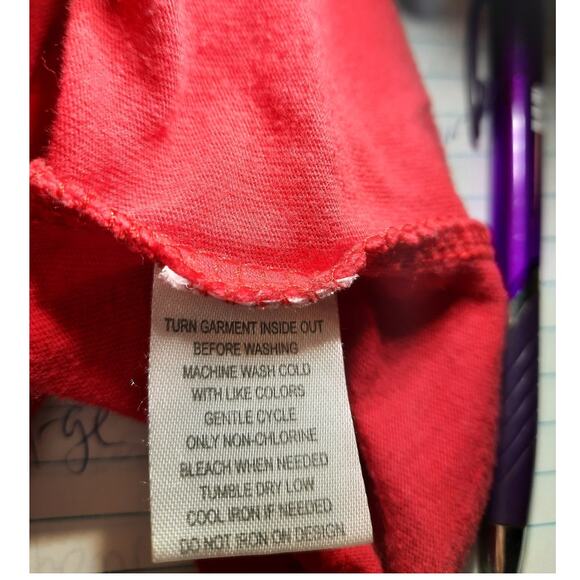 TURN GARMENT INSIDE OUT
BEFORE WASHING
MACHINE WASH COLD
WITH LIKE COLORS
GENTLE CYCLE
ONLY NON-CHLORINE
BLEACH WHEN NEEDED
TUMBLE DRY LOW
COOL IRON IF NEEDED
DO NOT IRON ON DESIGN